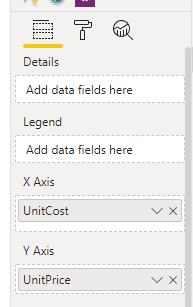 Details
Add data fields here
Legend
Add data fields here
X Axis
UnitCost
Y Axis
UnitPrice